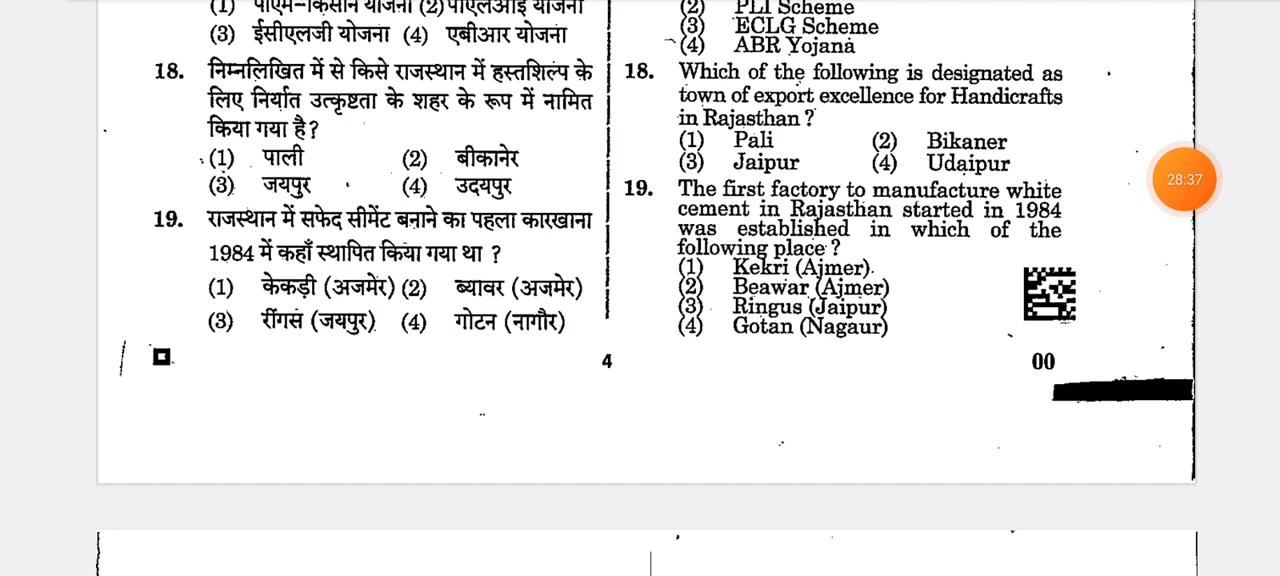 (1) पीएम-किसान योजना (2) पीएलआई योजना
(3) ईसीएलजी योजना (4) एबीआर योजना
18. निम्नलिखित में से किसे राजस्थान में हस्तशिल्प के
लिए निर्यात उत्कृष्टता के शहर के रूप में नामित
किया गया है?
(1) पाली (2) बीकानेर
(3) जयपुर (4) उदयपुर
19. राजस्थान में सफेद सीमेंट बनाने का पहला कारखाना
1984 में कहाँ स्थापित किया गया था ?
(1) केकड़ी (अजमेर) (2) ब्यावर (अजमेर)
(3) रींगस (जयपुर) (4) गोटन (नागौर)
(2) PLI Scheme
(3) ECLG Scheme
(4) ABR Yojana
18. Which of the following is designated as
town of export excellence for Handicrafts
in Rajasthan ?
(1) Pali (2) Bikaner
(3) Jaipur (4) Udaipur
19. The first factory to manufacture white
cement in Rajasthan started in 1984
was established in which of the
following place ?
(1) Kekri (Ajmer)
(2) Beawar (Ajmer)
(3) Ringus (Jaipur)
(4) Gotan (Nagaur)
28:37
4
00